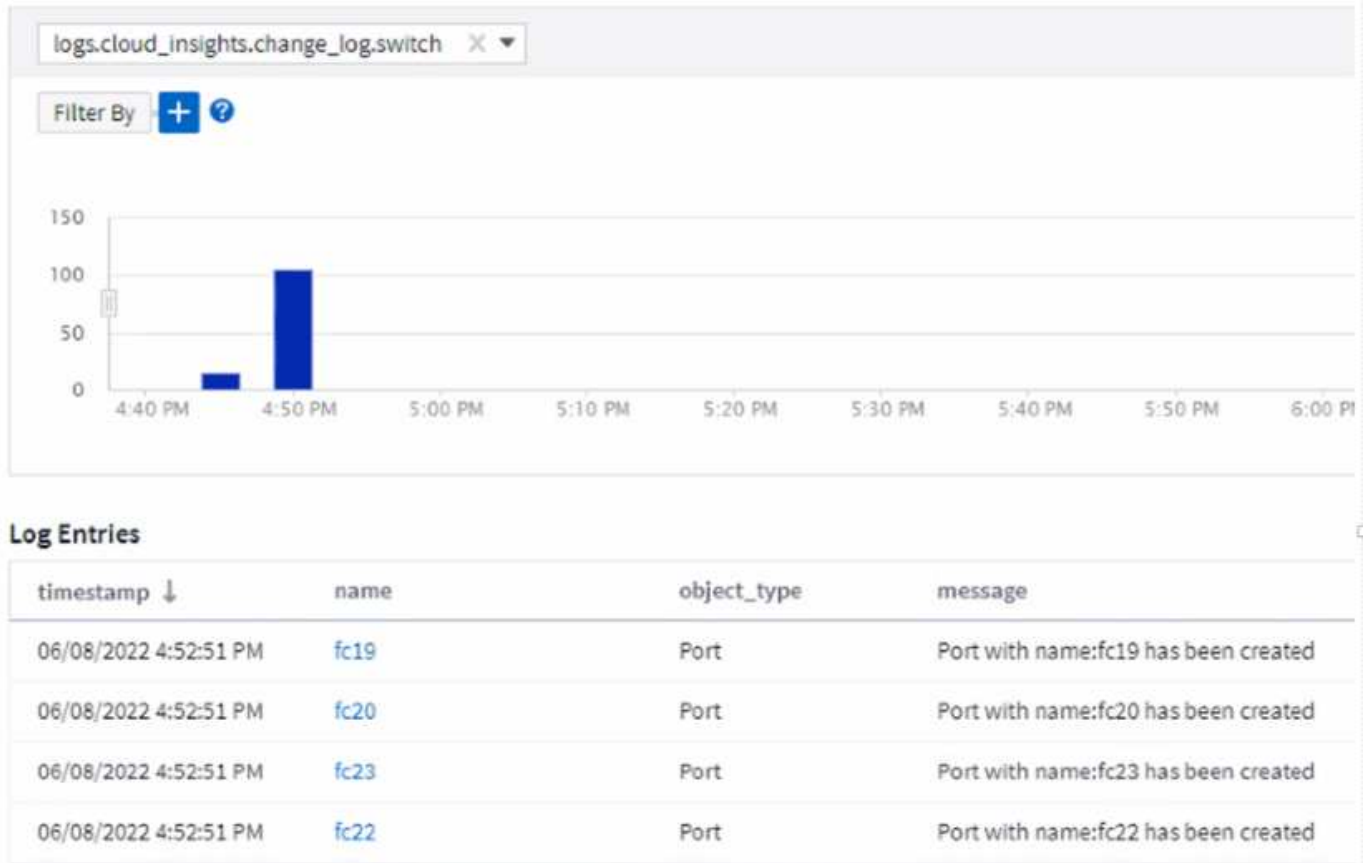 logs.cloud_insights.change_log.switch
Filter By
150
100
50
0
4:40 PM 4:50 PM 5:00 PM 5:10 PM 5:20 PM 5:30 PM 5:40 PM 5:50 PM 6:00 P
Log Entries
timestamp ↓ name object_type message
06/08/2022 4:52:51 PM fc19 Port Port with name:fc19 has been created
06/08/2022 4:52:51 PM fc20 Port Port with name:fc20 has been created
06/08/2022 4:52:51 PM fc23 Port Port with name:fc23 has been created
06/08/2022 4:52:51 PM fc22 Port Port with name:fc22 has been created